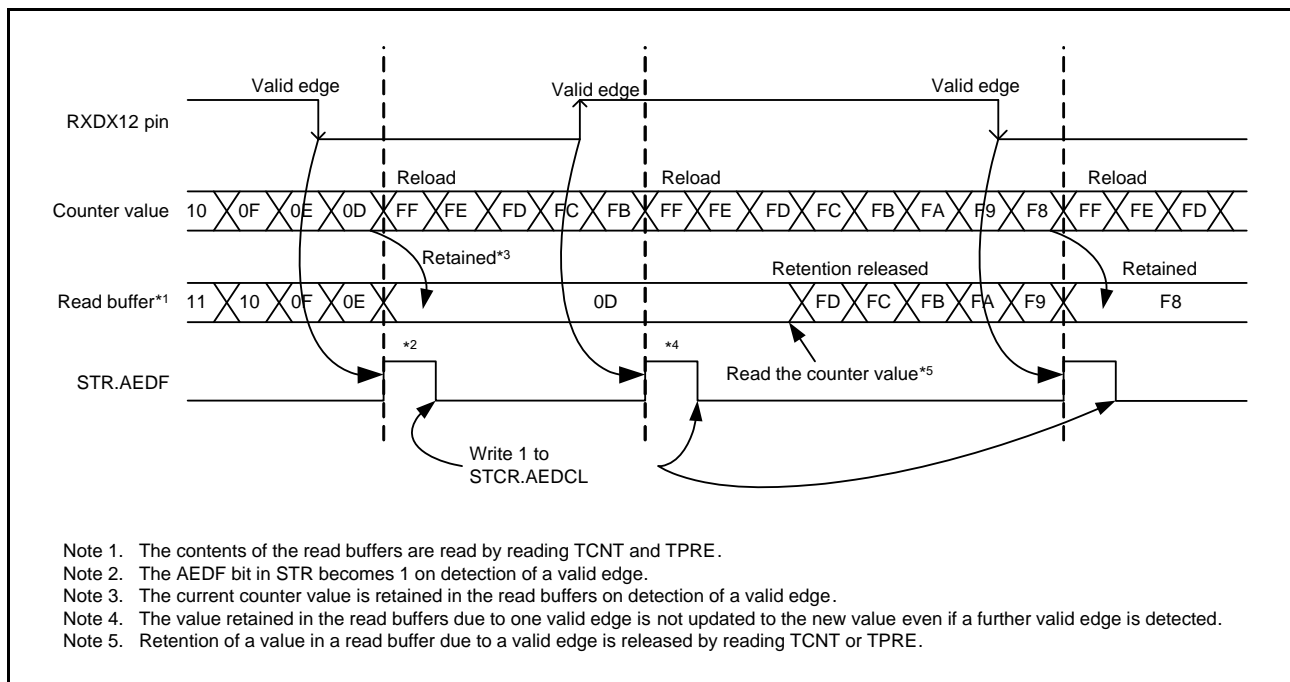 Valid edge Valid edge Valid edge
RXDX12 pin
Reload Reload Reload
Counter value 10 0F 0E 0D FF FE FD FC FB FF FE FD FC FB FA F9 F8 FF FE FD
Retained*3 Retention released Retained
Read buffer*1 11 10 0F 0E 0D FD FC FB FA F9 F8
*2 *4
STR.AEDF Read the counter value*5
Write 1 to
STCR.AEDCL
Note 1. The contents of the read buffers are read by reading TCNT and TPRE.
Note 2. The AEDF bit in STR becomes 1 on detection of a valid edge.
Note 3. The current counter value is retained in the read buffers on detection of a valid edge.
Note 4. The value retained in the read buffers due to one valid edge is not updated to the new value even if a further valid edge is detected.
Note 5. Retention of a value in a read buffer due to a valid edge is released by reading TCNT or TPRE.